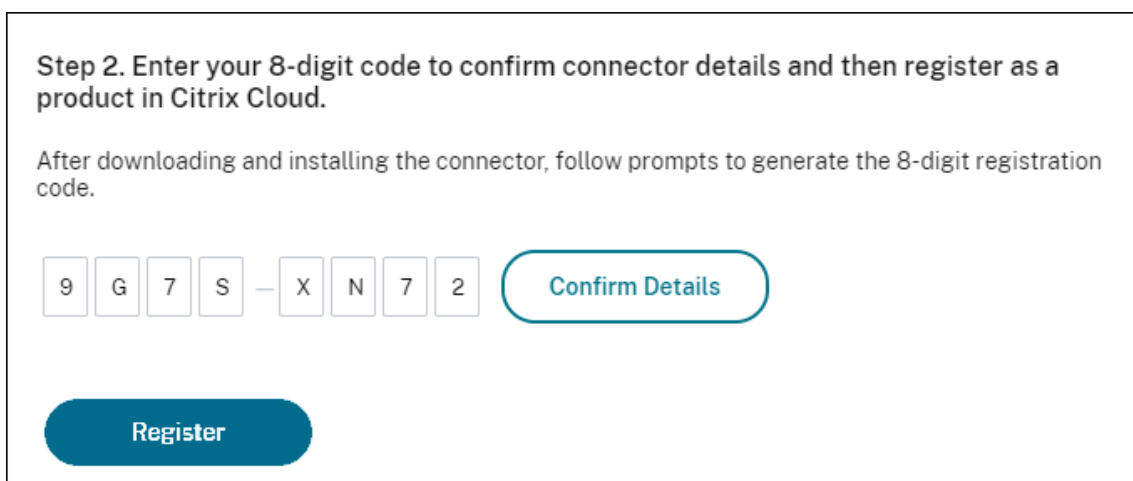 Step 2. Enter your 8-digit code to confirm connector details and then register as a
product in Citrix Cloud.
After downloading and installing the connector, follow prompts to generate the 8-digit registration
code.
9 G 7 S — X N 7 2 Confirm Details
Register